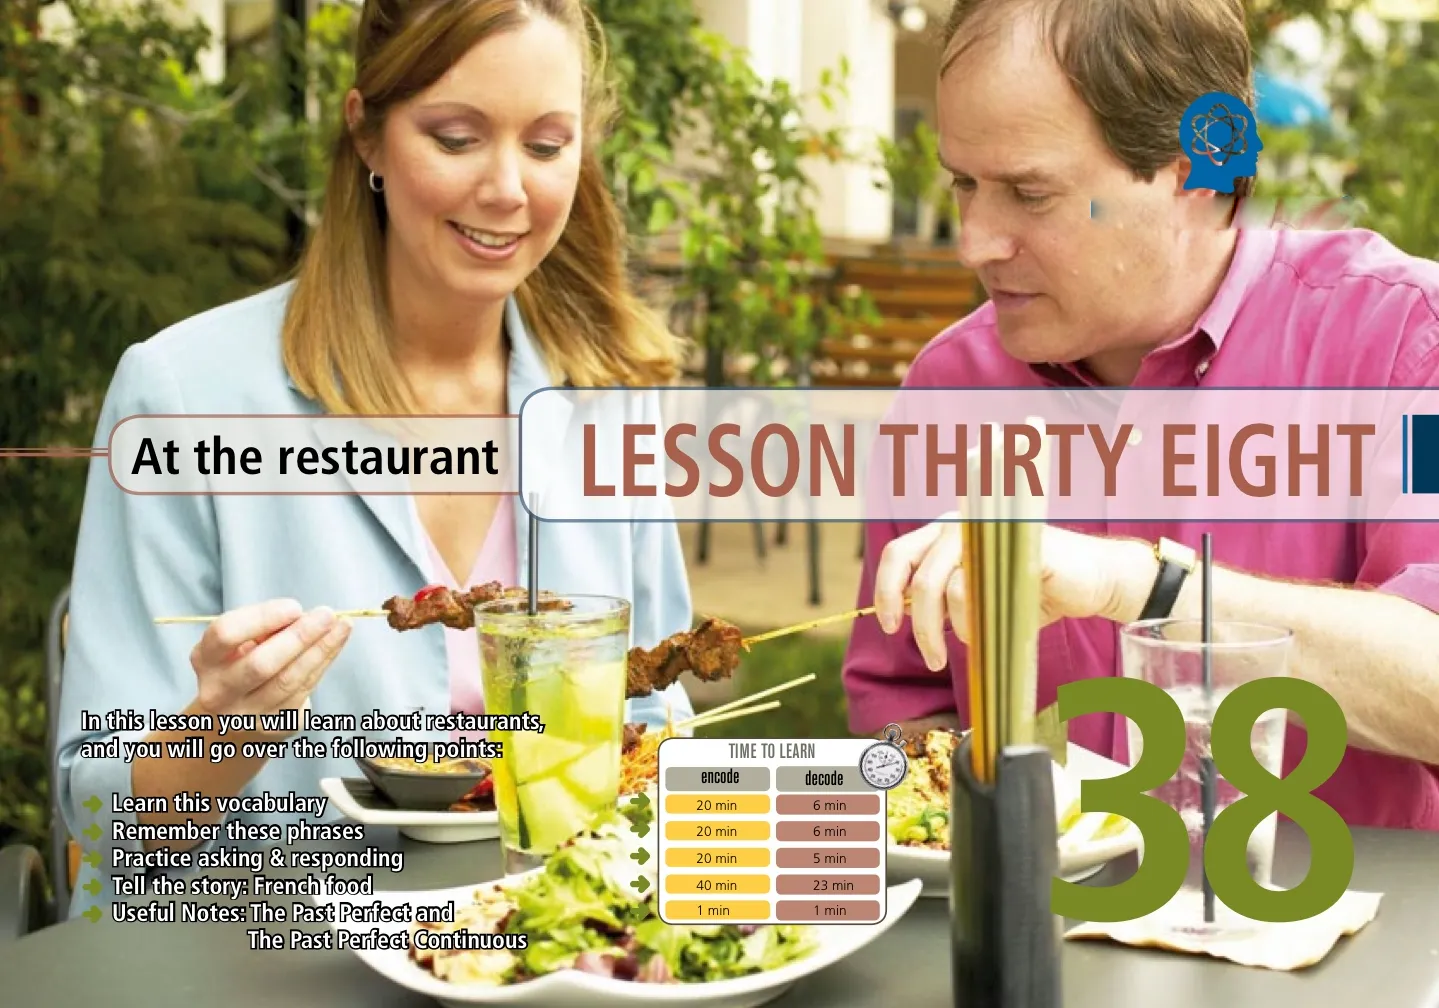 At the restaurant
LESSON THIRTY EIGHT
38
In this lesson you will learn about restaurants,
and you will go over the following points:
Learn this vocabulary
Remember these phrases
Practice asking & responding
Tell the story: French food
Useful Notes: The Past Perfect and
The Past Perfect Continuous
TIME TO LEARN
encode decode
20 min 6 min
20 min 6 min
20 min 5 min
40 min 23 min
1 min 1 min